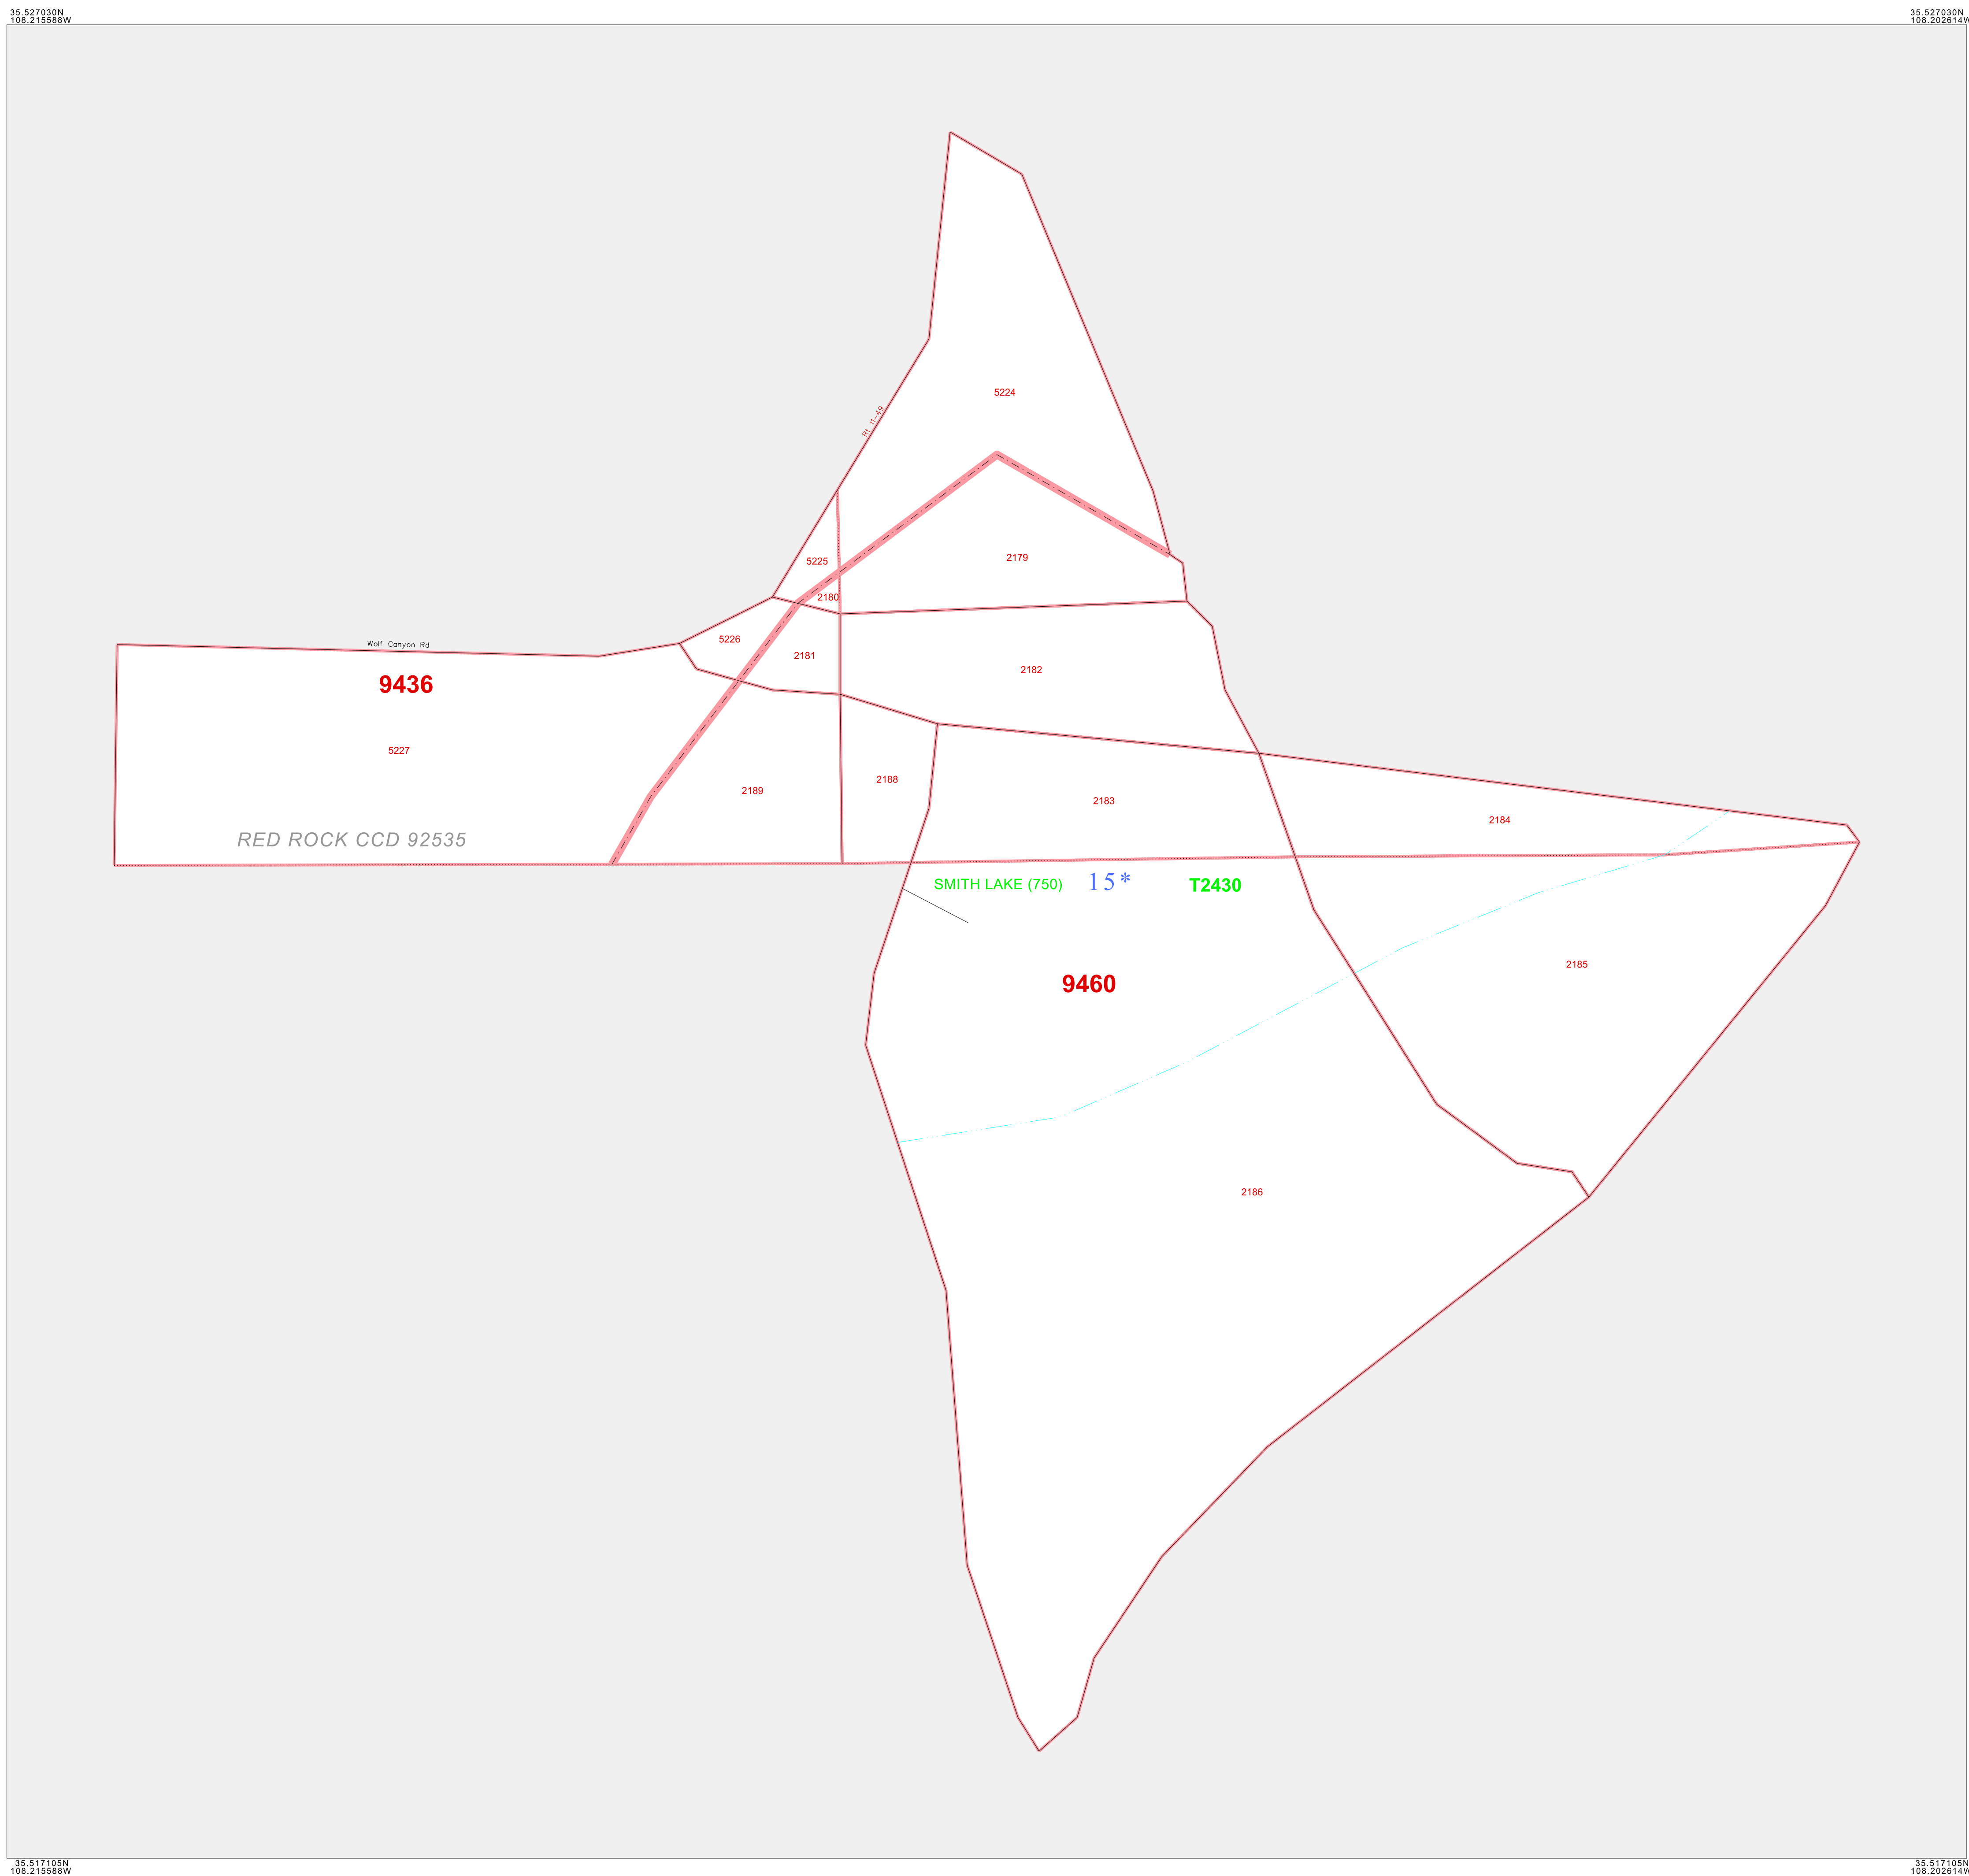 35.527030N
108.215588W
35.527030N
108.202614W
5224
Rt 11-49
5225
2179
2180
5226
2181
2182
Wolf Canyon Rd
9436
5227
2189
2188
2183
2184
RED ROCK CCD 92535
SMITH LAKE (750)
15*
T2430
9460
2185
2186
35.517105N
108.215588W
35.517105N
108.202614W